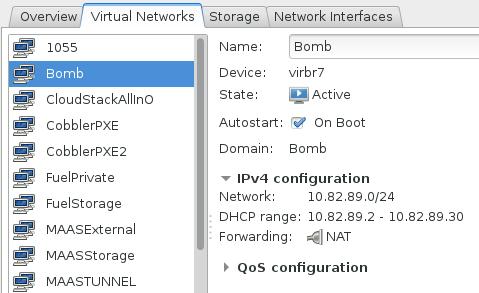 Overview Virtual Networks Storage Network Interfaces
1055
Bomb
CloudStackAllInO
CobblerPXE
CobblerPXE2
FuelPrivate
FuelStorage
MAASExternal
MAASStorage
MAASTUNNEL
Name: Bomb
Device: virbr7
State: Active
Autostart: On Boot
Domain: Bomb
IPv4 configuration
Network: 10.82.89.0/24
DHCP range: 10.82.89.2 - 10.82.89.30
Forwarding: NAT
QoS configuration